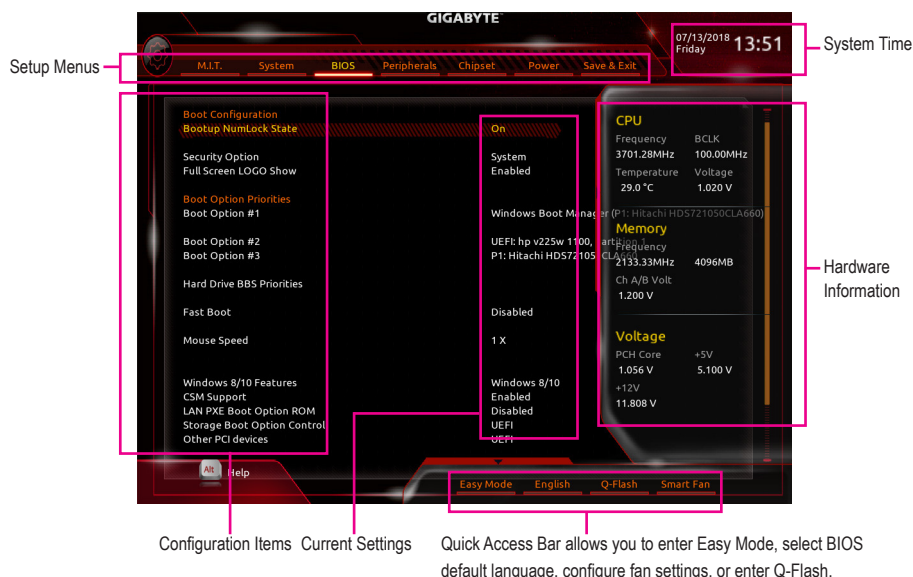 GIGABYTE
07/13/2018 13:51
Friday
System Time
Setup Menus
M.I.T. System BIOS Peripherals Chipset Power Save & Exit
Boot Configuration
Bootup NumLock State On
Security Option System
Full Screen LOGO Show Enabled
Boot Option Priorities
Boot Option #1 Windows Boot Manager (P1: Hitachi HDS721050CLA660)
Boot Option #2 UEFI: hp v225w 1100, Partition 1
Boot Option #3 P1: Hitachi HDS721050CLA660
Hard Drive BBS Priorities
Fast Boot Disabled
Mouse Speed 1 X
Windows 8/10 Features Windows 8/10
CSM Support Enabled
LAN PXE Boot Option ROM Disabled
Storage Boot Option Control UEFI
Other PCI devices UEFI
CPU
Frequency BCLK
3701.28MHz 100.00MHz
Temperature Voltage
29.0 °C 1.020 V
Memory
Frequency
2133.33MHz 4096MB
Ch A/B Volt
1.200 V
Voltage
PCH Core +5V
1.056 V 5.100 V
+12V
11.808 V
Hardware
Information
Alt Help
Easy Mode English Q-Flash Smart Fan
Configuration Items
Current Settings
Quick Access Bar allows you to enter Easy Mode, select BIOS
default language, configure fan settings, or enter Q-Flash.